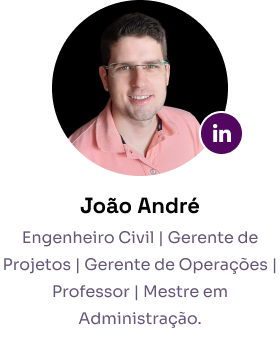 in
João André
Engenheiro Civil | Gerente de
Projetos | Gerente de Operações |
Professor | Mestre em
Administração.